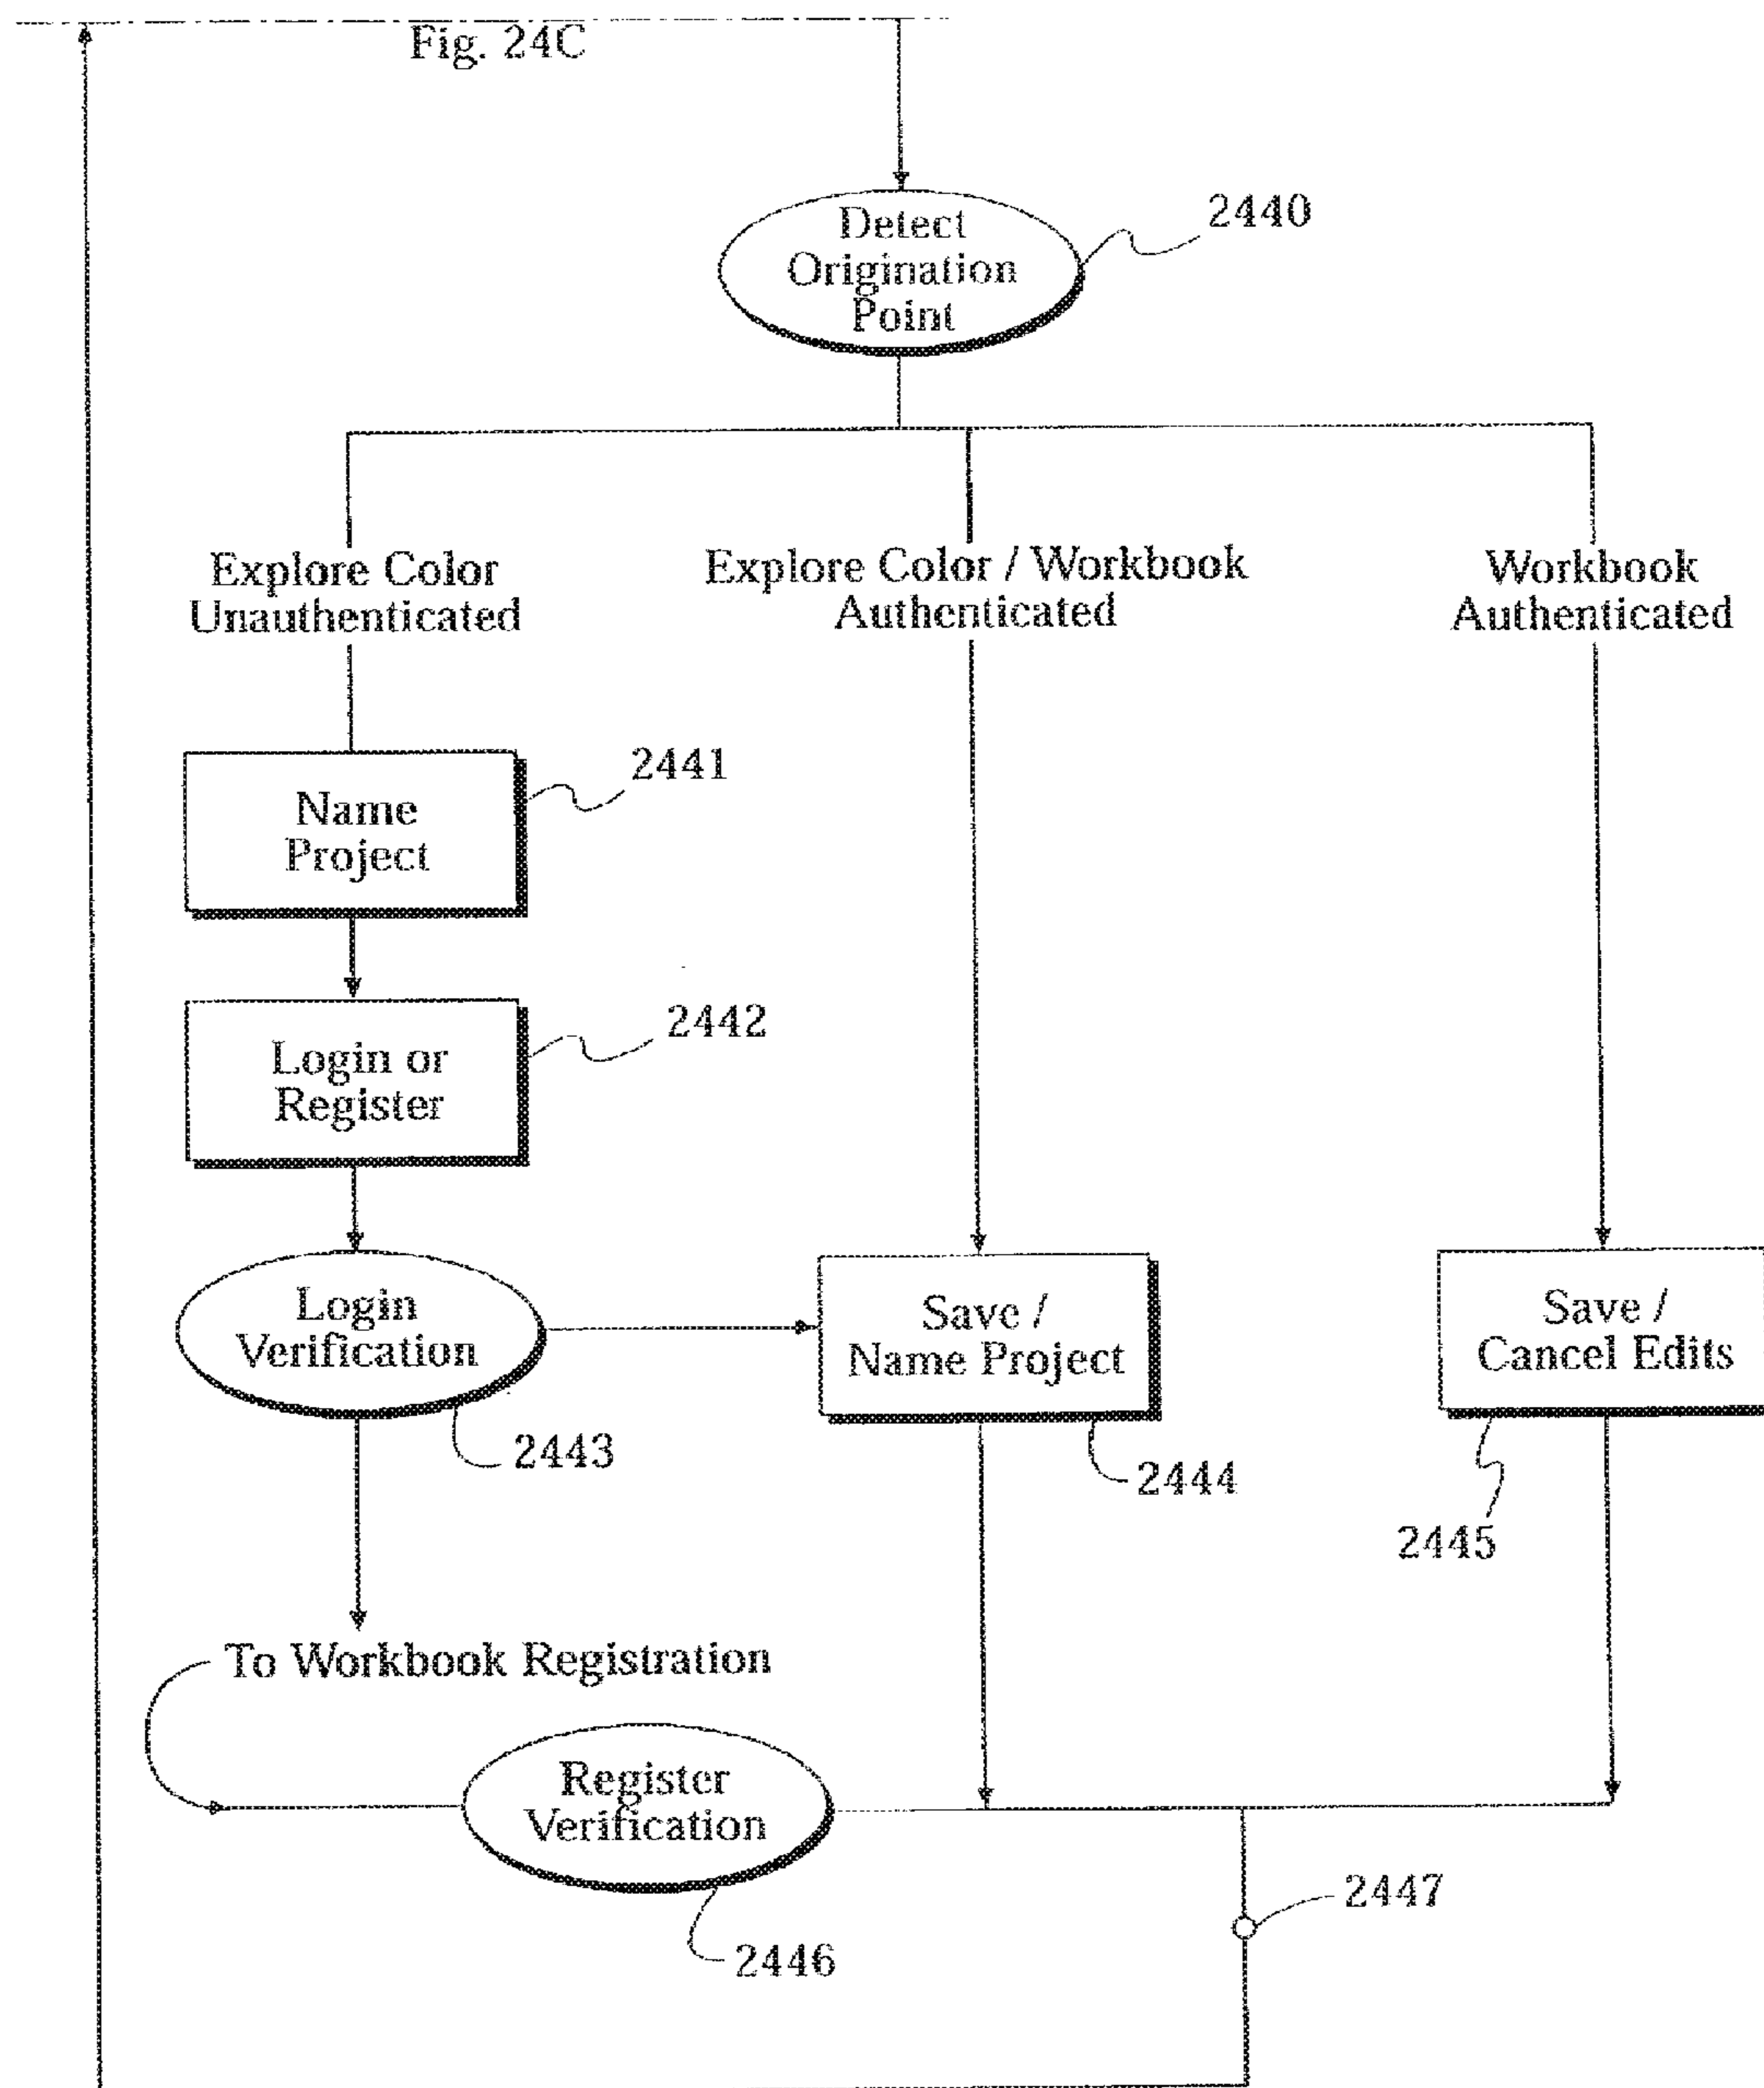 Fig. 24C
Detect
Origination
Point
2440
Explore Color
Unauthenticated
Explore Color / Workbook
Authenticated
Workbook
Authenticated
Name
Project
2441
Login or
Register
2442
Login
Verification
2443
Save /
Name Project
2444
Save /
Cancel Edits
2445
To Workbook Registration
Register
Verification
2446
2447